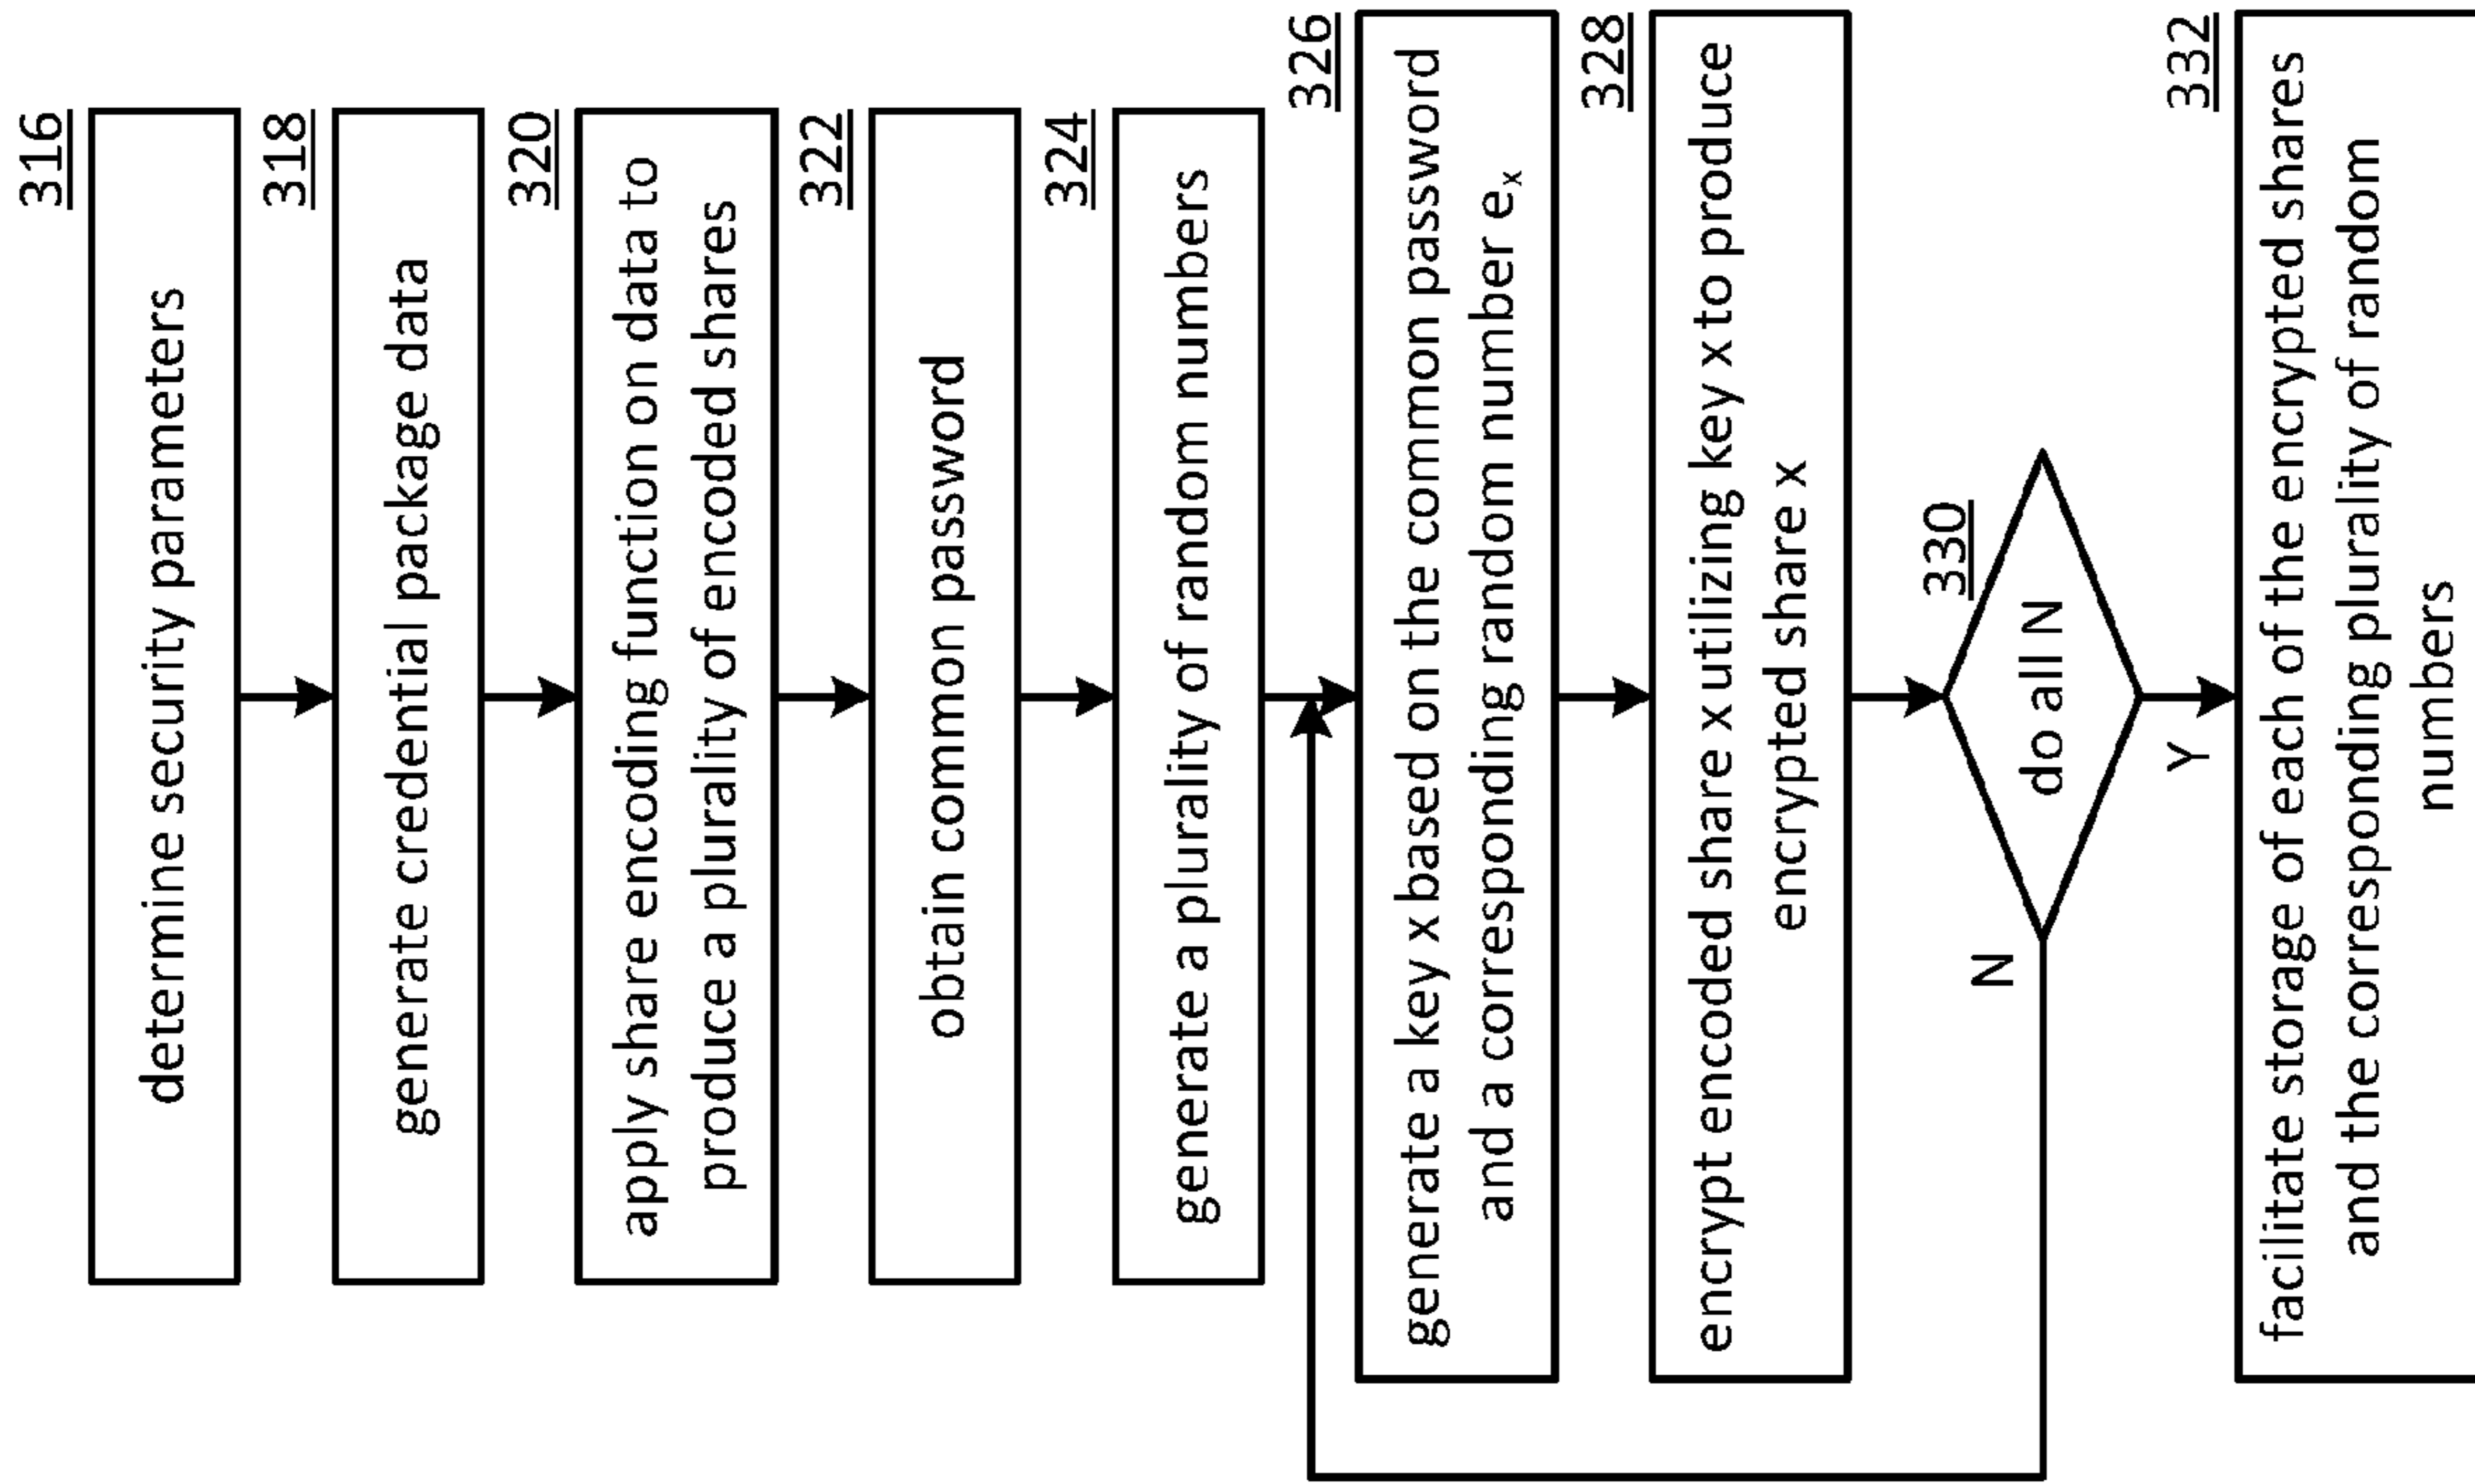 316
determine security parameters
318
generate credential package data
320
apply share encoding function on data to
produce a plurality of encoded shares
322
obtain common password
324
generate a plurality of random numbers
326
generate a key x based on the common password
and a corresponding random number eₓ
328
encrypt encoded share x utilizing key x to produce
encrypted share x
330
do all N
N
Y
332
facilitate storage of each of the encrypted shares
and the corresponding plurality of random
numbers